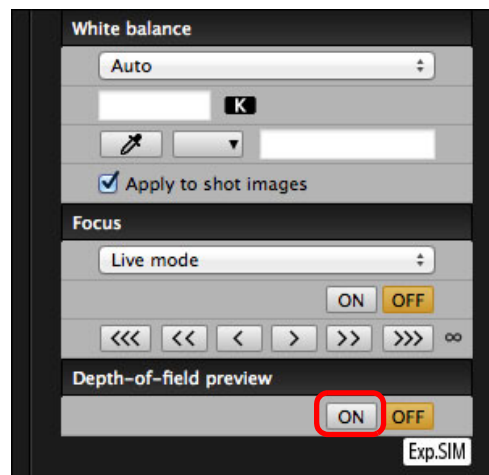 White balance
Auto
K
Apply to shot images
Focus
Live mode
ON OFF
<<< << < > >> >>> ∞
Depth-of-field preview
ON OFF
Exp.SIM